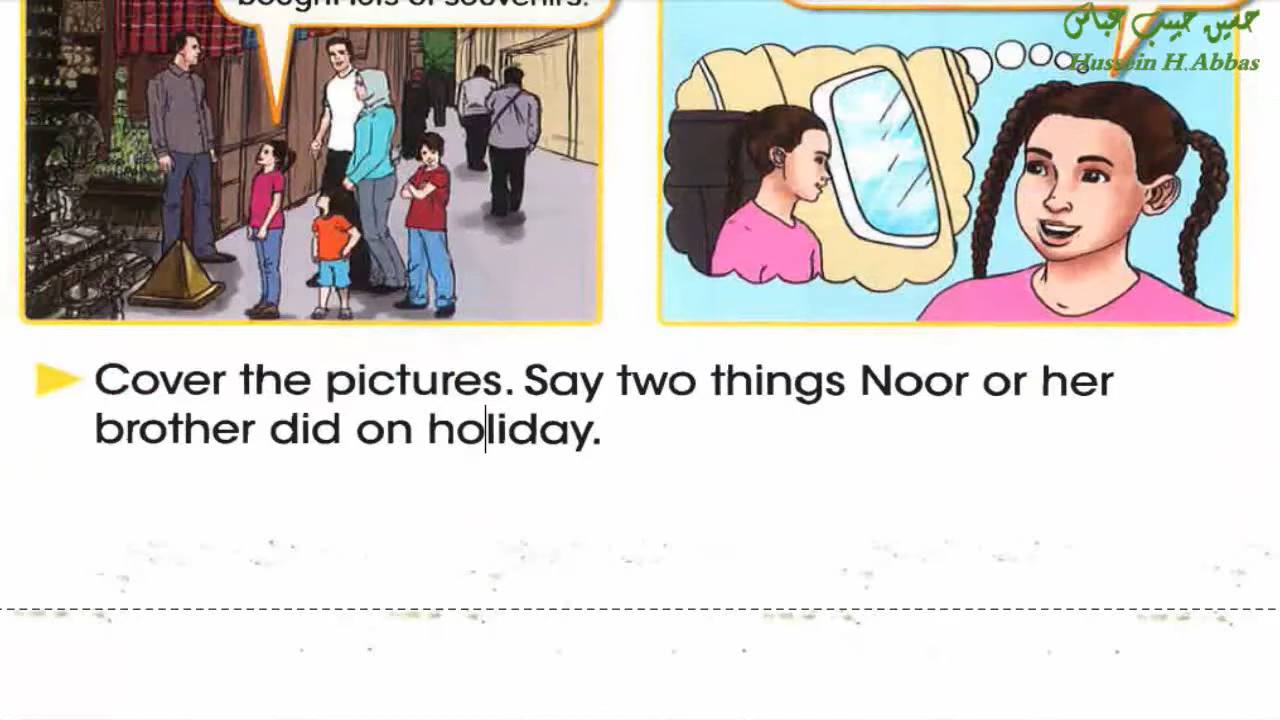 bought lots of souvenirs.
حسين حبيب عباس
Hussein H.Abbas
Cover the pictures. Say two things Noor or her
brother did on holiday.